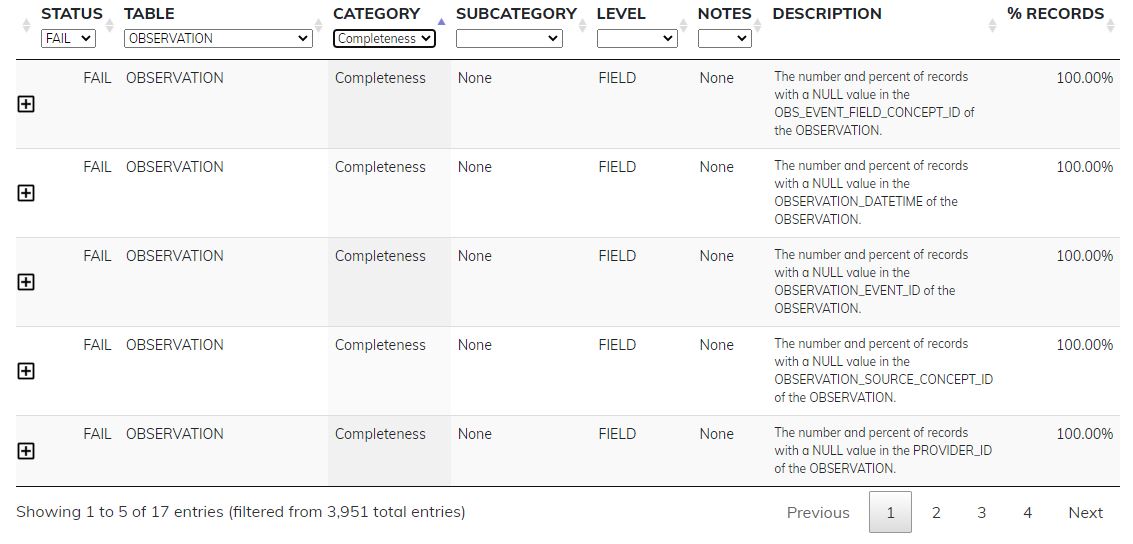 STATUS TABLE CATEGORY SUBCATEGORY LEVEL NOTES DESCRIPTION % RECORDS
FAIL OBSERVATION Completeness
FAIL OBSERVATION Completeness None FIELD None The number and percent of records 100.00%
with a NULL value in the
OBS_EVENT_FIELD_CONCEPT_ID of
the OBSERVATION.
FAIL OBSERVATION Completeness None FIELD None The number and percent of records 100.00%
with a NULL value in the
OBSERVATION_DATETIME of the
OBSERVATION.
FAIL OBSERVATION Completeness None FIELD None The number and percent of records 100.00%
with a NULL value in the
OBSERVATION_EVENT_ID of the
OBSERVATION.
FAIL OBSERVATION Completeness None FIELD None The number and percent of records 100.00%
with a NULL value in the
OBSERVATION_SOURCE_CONCEPT_ID
of the OBSERVATION.
FAIL OBSERVATION Completeness None FIELD None The number and percent of records 100.00%
with a NULL value in the PROVIDER_ID
of the OBSERVATION.
Showing 1 to 5 of 17 entries (filtered from 3,951 total entries) Previous 1 2 3 4 Next